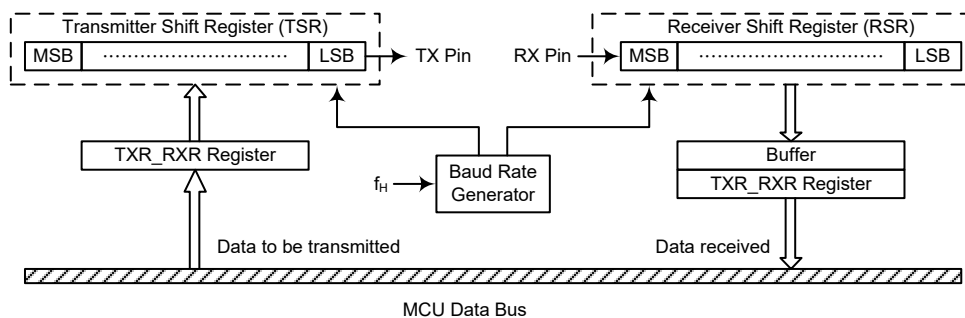 Transmitter Shift Register (TSR)
MSB ........................... LSB
TX Pin
RX Pin
Receiver Shift Register (RSR)
MSB ........................... LSB
TXR_RXR Register
fH
Baud Rate
Generator
Buffer
TXR_RXR Register
Data to be transmitted
Data received
MCU Data Bus